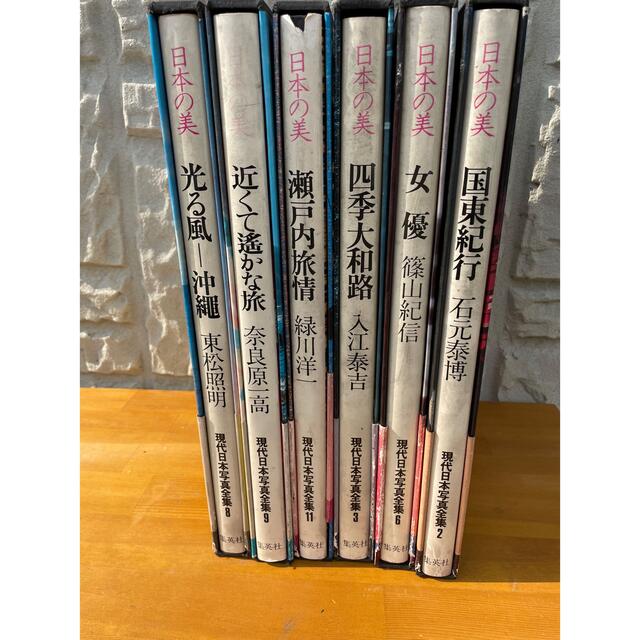 日本の美
光る風—沖縄
東松照明
現代日本写真全集8
集英社
日本の美
近くて遙かな旅
奈良原一高
現代日本写真全集9
集英社
日本の美
瀬戸内旅情
緑川洋一
現代日本写真全集11
集英社
日本の美
四季大和路
入江泰吉
現代日本写真全集3
集英社
日本の美
女優
篠山紀信
現代日本写真全集6
集英社
日本の美
国東紀行
石元泰博
現代日本写真全集2
集英社